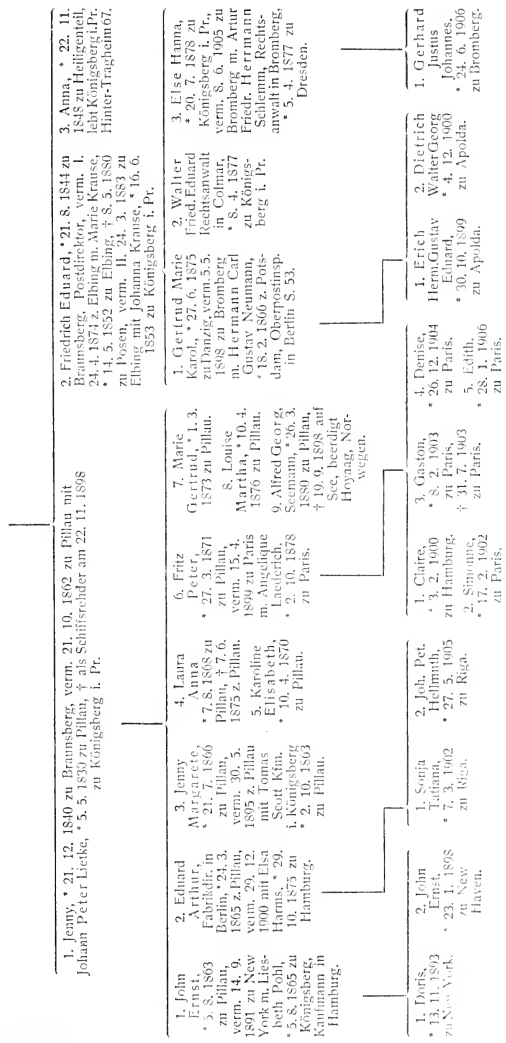 1. Jenny, * 21. 12. 1840 zu Braunsberg, verm. 21. 10. 1862 zu Pillau mit
Johann Peter Lietke, * 5. 5. 1830 zu Pillau, † als Schiffsrehder am 22. 11. 1898
zu Königsberg i. Pr.
2. Friedrich Eduard, * 21. 8. 1844 zu
Braunsberg, Postdirektor, verm. I.
24. 4. 1874 z. Elbing m. Marie Krause,
* 14. 5. 1852 zu Elbing, † 8. 5. 1880
zu Posen, verm. II. 24. 3. 1883 zu
Elbing mit Johanna Krause, * 16. 6.
1853 zu Königsberg i. Pr.
3. Anna, * 22. 11.
1848 zu Heiligenteil,
lebt Königsberg i. Pr.
Hinter-Tragheim 67.
1. John
Ernst,
* 5. 8. 1863
zu Pillau,
verm. 14. 9.
1891 zu New
York m. Lies-
beth Pohl,
* 5. 8. 1865 zu
Königsberg,
Kaufmann in
Hamburg.
2. Eduard
Arthur,
Fabrikdir. in
Berlin, * 24. 3.
1865 z. Pillau,
verm. 29. 12.
1900 mit Elsa
Harms, * 29.
10. 1875 zu
Hamburg.
3. Jenny
Margarete,
* 21. 7. 1866
zu Pillau,
verm. 30. 5.
1895 z. Pillau
mit Tomas
Scott Kfm.
i. Königsberg
* 2. 10. 1863
zu Pillau.
4. Laura
Anna
* 7. 8. 1868 zu
Pillau, † 7. 6.
1875 z. Pillau.
5. Karoline
Elisabeth,
* 10. 4. 1870
zu Pillau.
6. Fritz
Peter,
* 27. 3. 1871
zu Pillau,
verm. 15. 4.
1899 zu Paris
m. Angelique
Laederich,
* 2. 10. 1878
zu Paris.
7. Marie
Gertrud, * 1. 3.
1873 zu Pillau.
8. Louise
Martha, * 10. 4.
1876 zu Pillau.
9. Alfred Georg,
Seemann, * 26. 3.
1880 zu Pillau,
† 19. 9. 1898 auf
See, beerdigt
Hoyaag, Nor-
wegen.
1. Gertrud Marie
Karol., * 27. 6. 1875
zu Danzig, verm. 5. 5.
1898 zu Bromberg
m. Hermann Carl
Gustav Neumann,
* 18. 2. 1866 z. Pots-
dam, Oberpostinsp.
in Berlin S. 53.
2. Walter
Fried. Eduard
Rechtsanwalt
in Colmar,
* 8. 4. 1877
zu Königs-
berg i. Pr.
3. Else Hanna,
* 20. 7. 1878 zu
Königsberg i. Pr.,
verm. 8. 6. 1905 zu
Bromberg m. Artur
Friedr. Herrmann
Schlemm, Rechts-
anwalt in Bromberg,
* 5. 4. 1877 zu
Dresden.
1. Doris,
* 13. 11. 1893
zu New York.
2. John
Ernst,
* 23. 1. 1898
zu New
Haven.
1. Sonja
Tatiana,
* 7. 3. 1902
zu Riga.
2. Joh. Pet.
Hellmuth,
* 27. 5. 1905
zu Riga.
1. Claire,
* 3. 2. 1900
zu Hamburg.
2. Simonne,
* 17. 2. 1902
zu Paris.
3. Gaston,
* 8. 2. 1903
zu Paris,
† 31. 7. 1903
zu Paris.
4. Denise,
* 26. 12. 1904
zu Paris.
5. Edith.
* 28. 1. 1906
zu Paris.
1. Erich
Herm. Gustav
Eduard,
* 30. 10. 1899
zu Apolda.
2. Dietrich
Walter Georg
* 4. 12. 1900
zu Apolda.
1. Gerhard
Justus
Johannes.
* 24. 6. 1906
zu Bromberg.